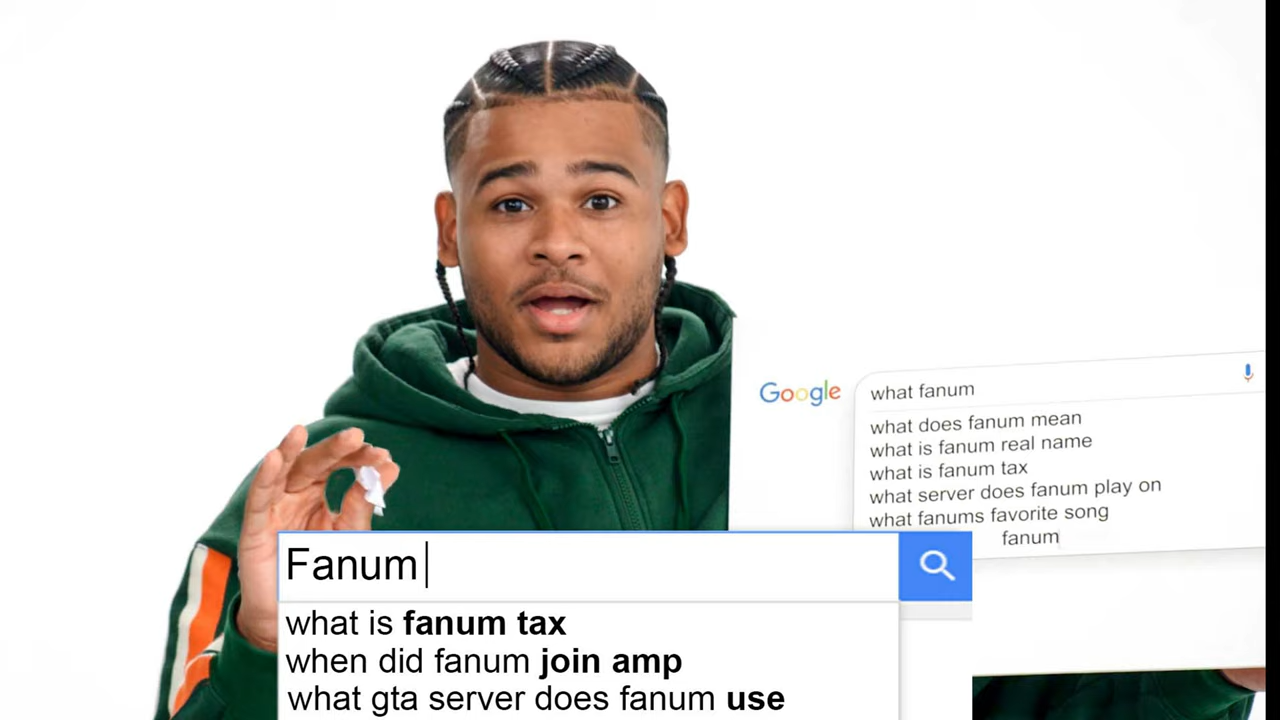 Google
what fanum
what does fanum mean
what is fanum real name
what is fanum tax
what server does fanum play on
what fanums favorite song
fanum
Fanum
what is fanum tax
when did fanum join amp
what gta server does fanum use